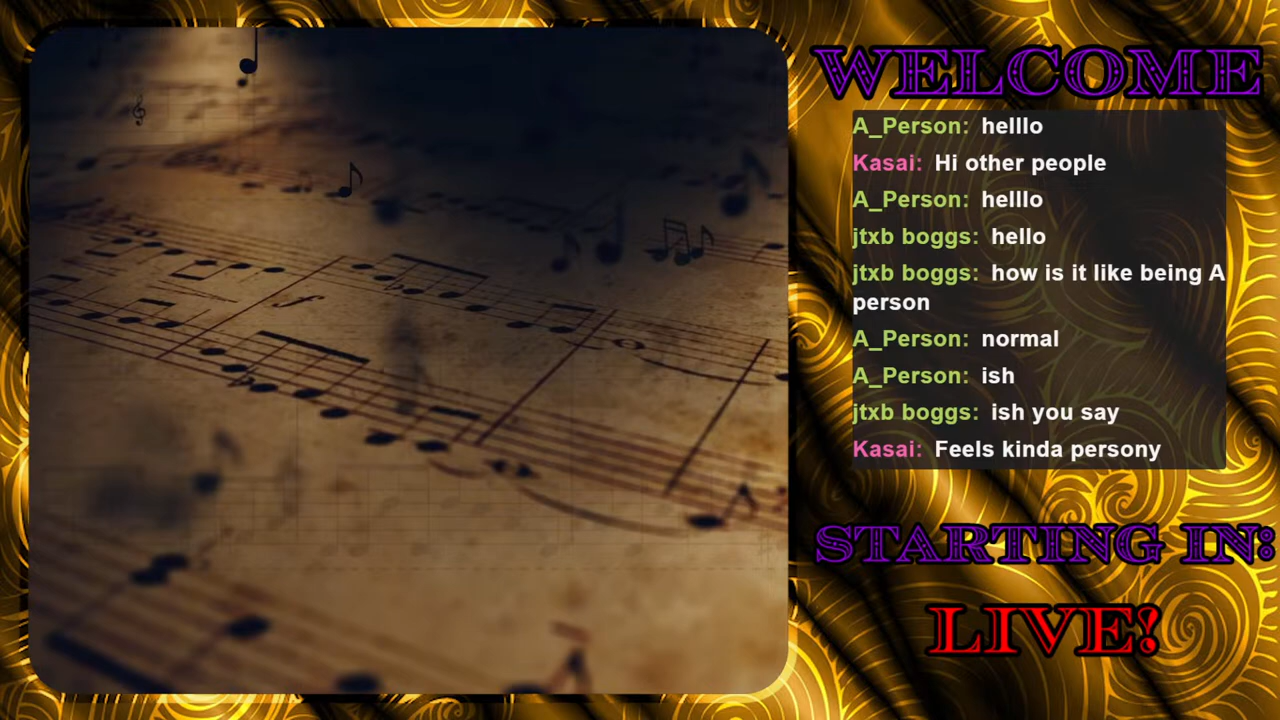 WELCOME
A_Person: helllo
Kasai: Hi other people
A_Person: helllo
jtxb boggs: hello
jtxb boggs: how is it like being A
person
A_Person: normal
A_Person: ish
jtxb boggs: ish you say
Kasai: Feels kinda persony
STARTING IN:
LIVE!